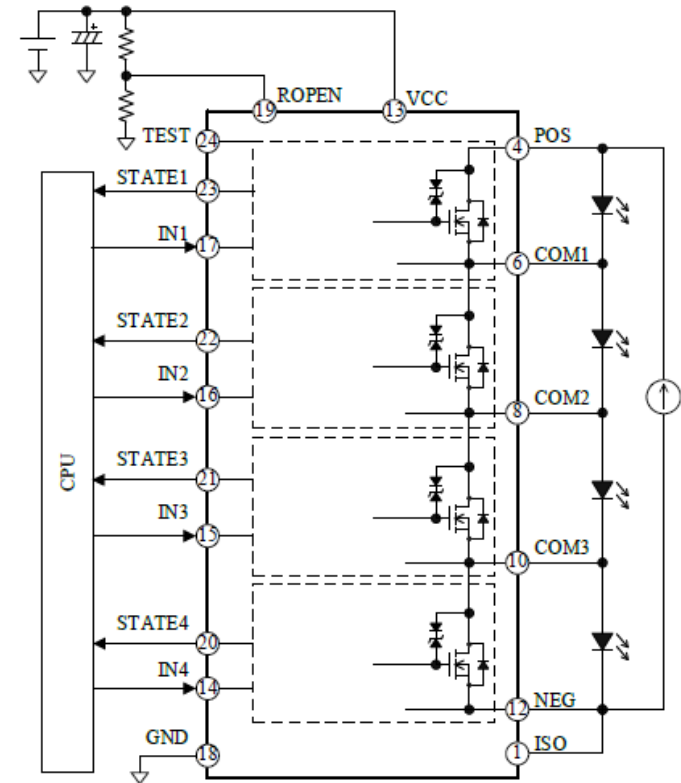 19 ROPEN
13 VCC
TEST 24
4 POS
STATE1 23
IN1 17
6 COM1
STATE2 22
IN2 16
8 COM2
CPU
STATE3 21
IN3 15
10 COM3
STATE4 20
IN4 14
12 NEG
GND 18
1 ISO
+